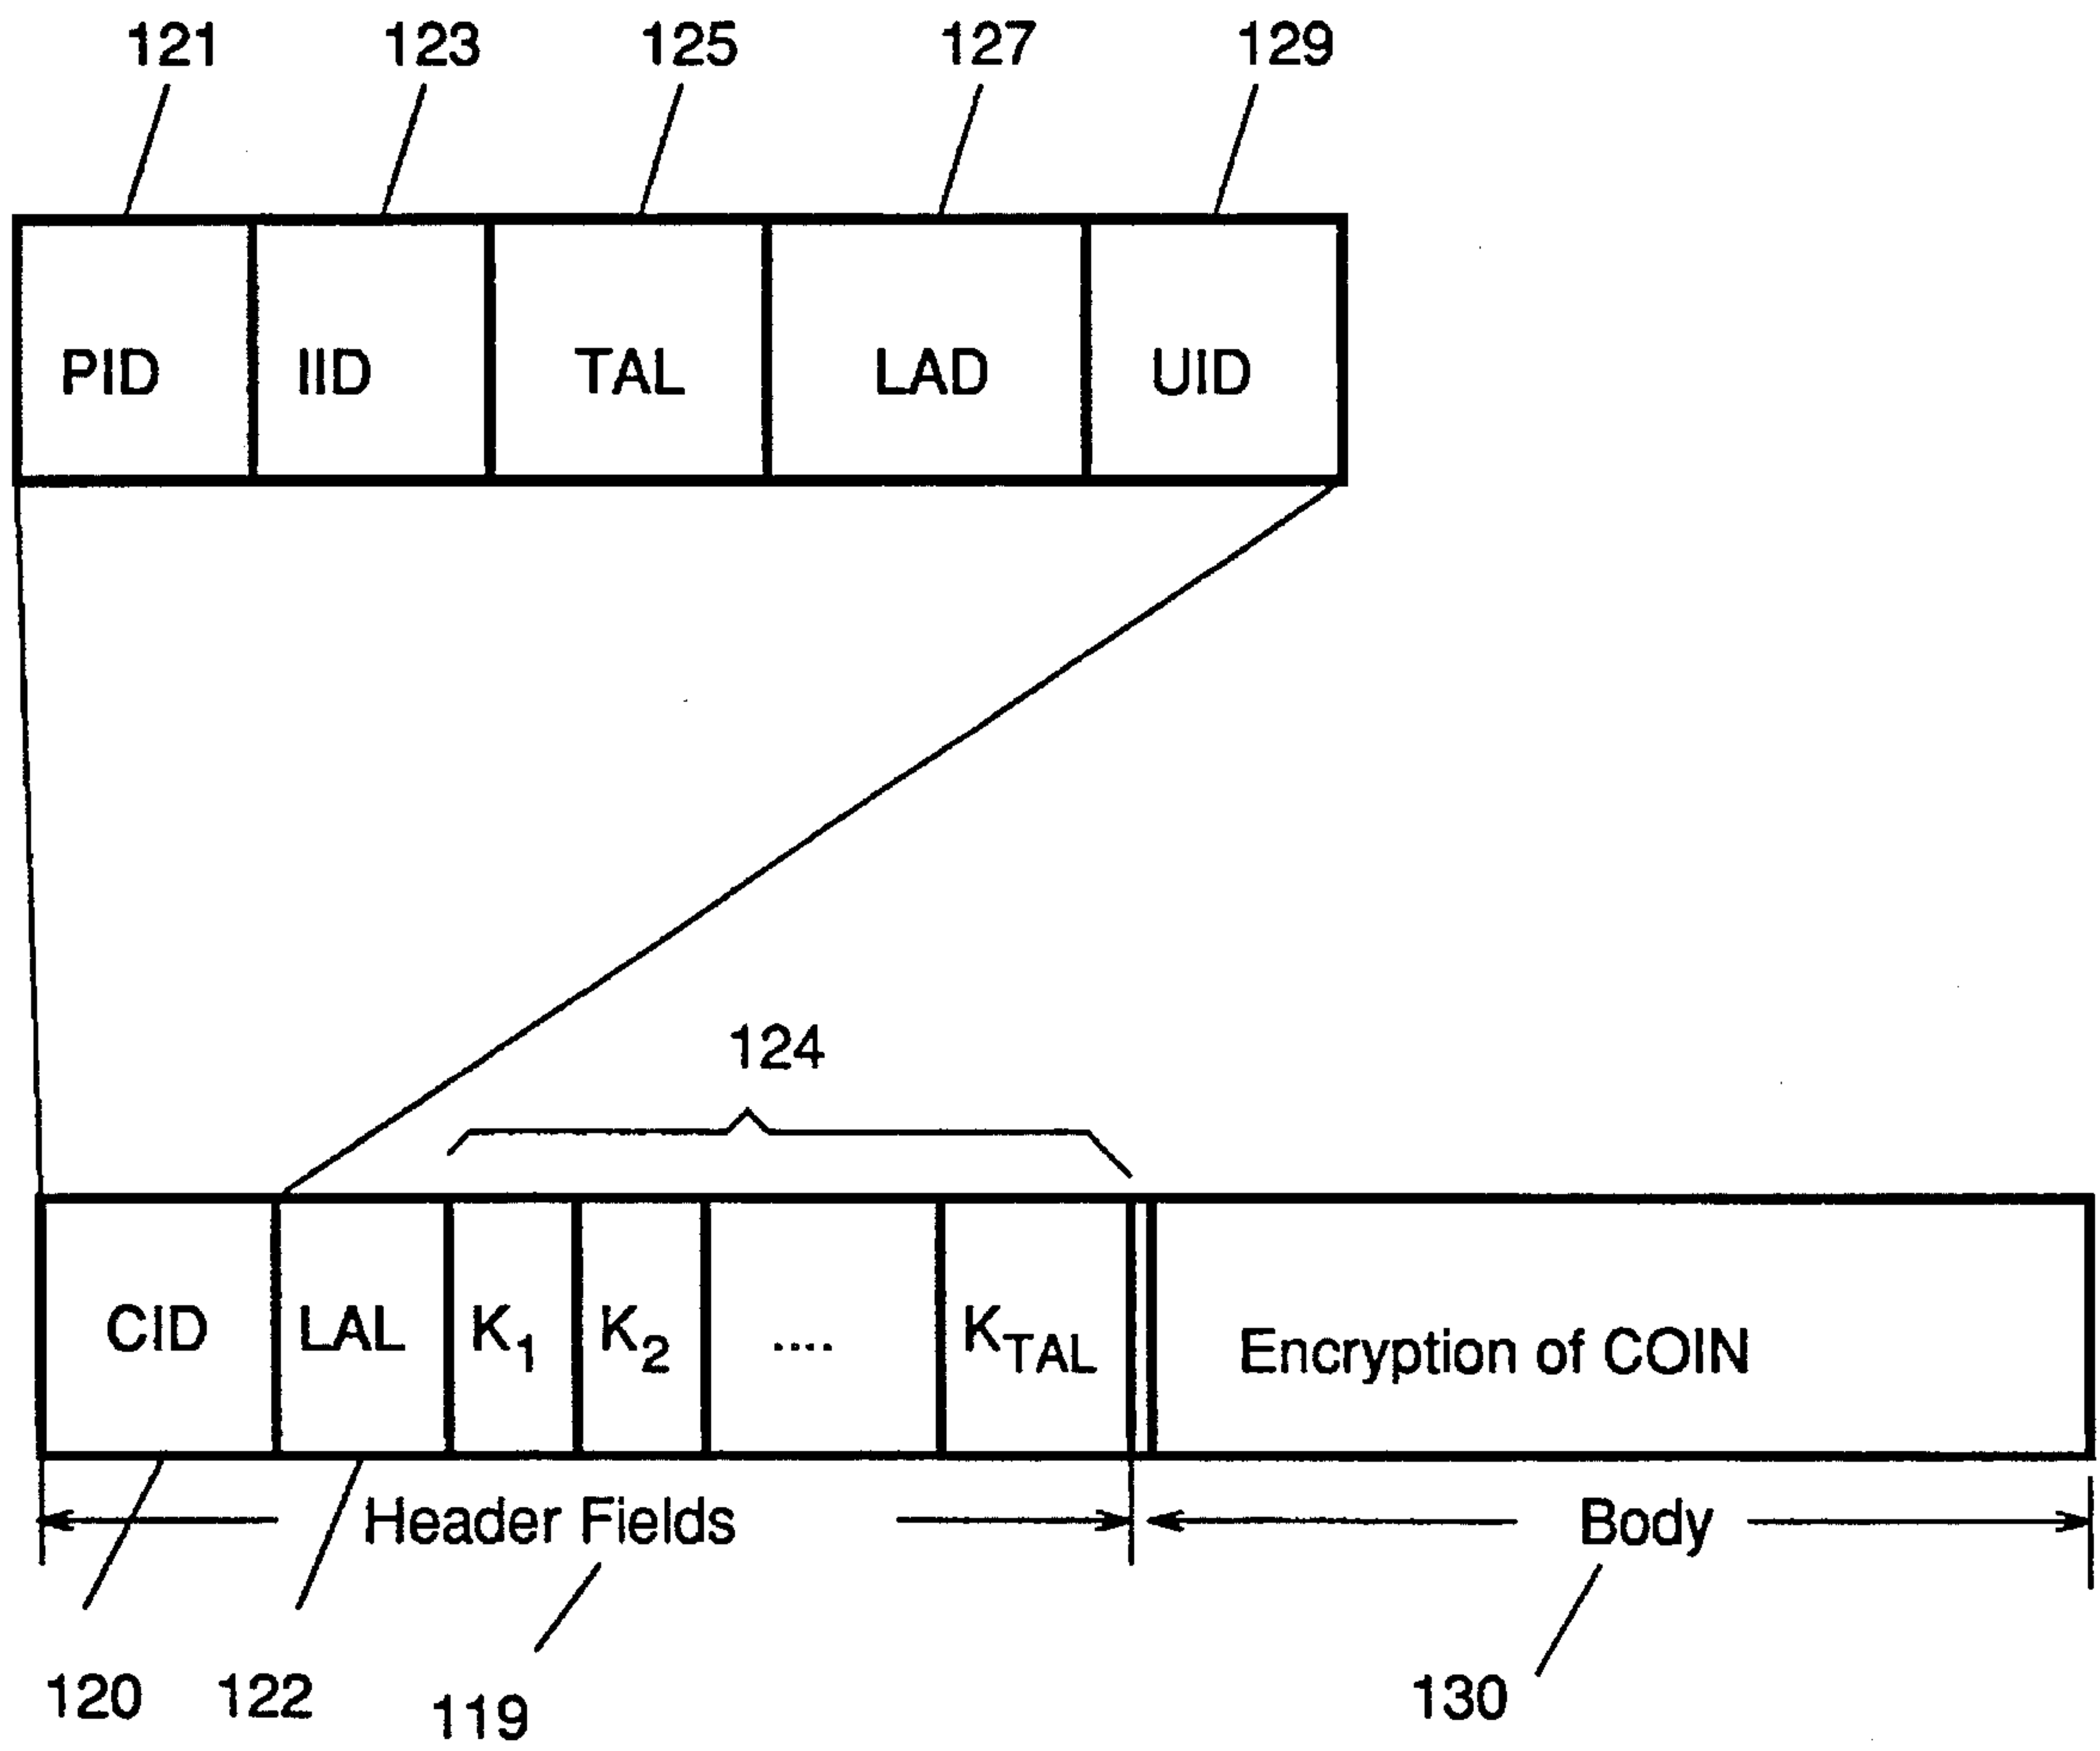 121 123 125 127 129
PID IID TAL LAD UID
124
CID LAL K1 K2 .... KTAL Encryption of COIN
Header Fields Body
120 122 119 130